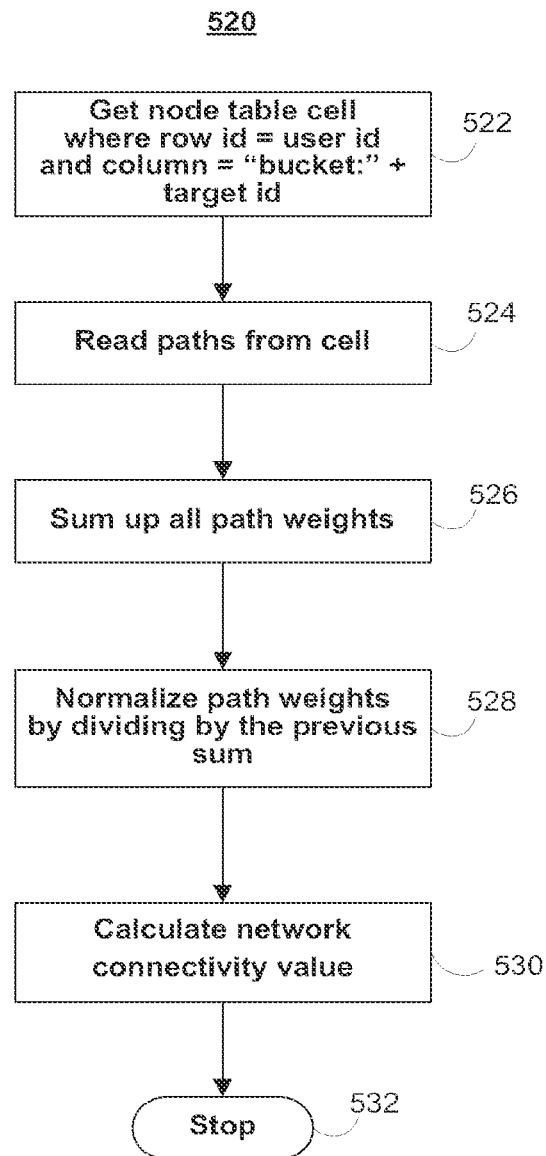 520
Get node table cell
where row id = user id
and column = “bucket:” +
target id
522
Read paths from cell
524
Sum up all path weights
526
Normalize path weights
by dividing by the previous
sum
528
Calculate network
connectivity value
530
Stop
532